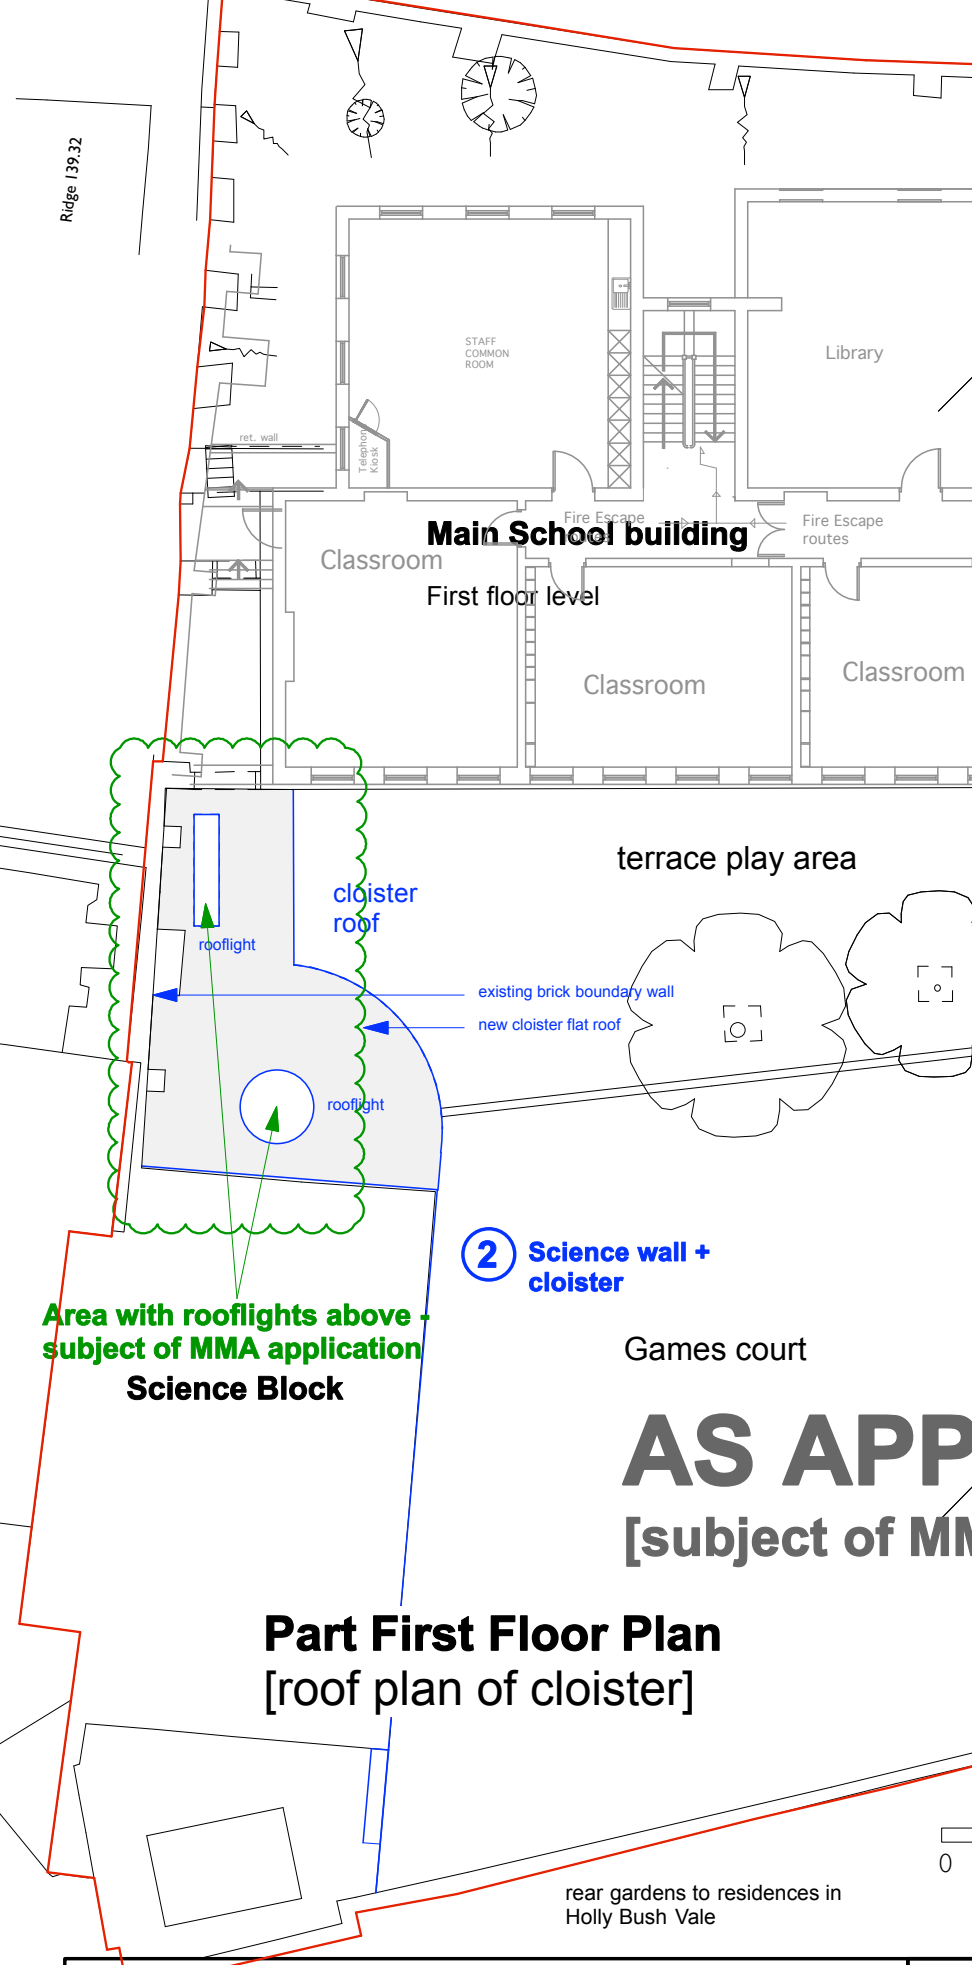 Ridge 139.32
STAFF
COMMON
ROOM
Library
ret. wall
Telephon
Kiosk
Fire Escape
routes
Fire Escape
routes
Main School building
First floor level
Classroom
Classroom
Classroom
terrace play area
cloister
roof
rooflight
existing brick boundary wall
new cloister flat roof
rooflight
2
Science wall +
cloister
Area with rooflights above -
subject of MMA application
Science Block
Games court
AS APP
[subject of MM
Part First Floor Plan
[roof plan of cloister]
0
rear gardens to residences in
Holly Bush Vale